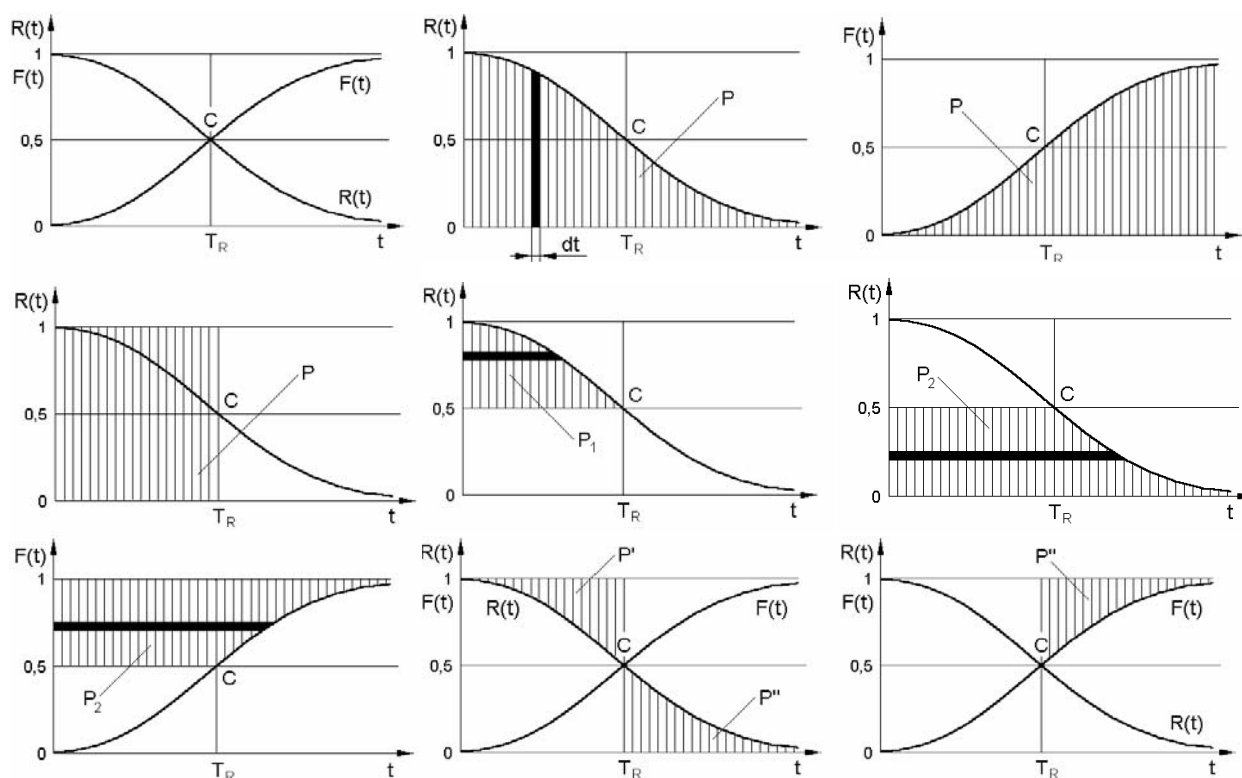 R(t)
1
F(t)
C
F(t)
0,5
R(t)
0
T_R
t
R(t)
1
P
C
0,5
0
T_R
t
dt
F(t)
1
P
C
0,5
0
T_R
t
R(t)
1
P
C
0,5
0
T_R
t
R(t)
1
C
0,5
P_1
0
T_R
t
R(t)
1
P_2
C
0,5
0
T_R
t
F(t)
1
0,5
P_2
C
0
T_R
t
R(t)
P'
1
F(t)
R(t)
F(t)
C
0,5
P"
0
T_R
t
R(t)
P"
1
F(t)
F(t)
C
0,5
R(t)
0
T_R
t